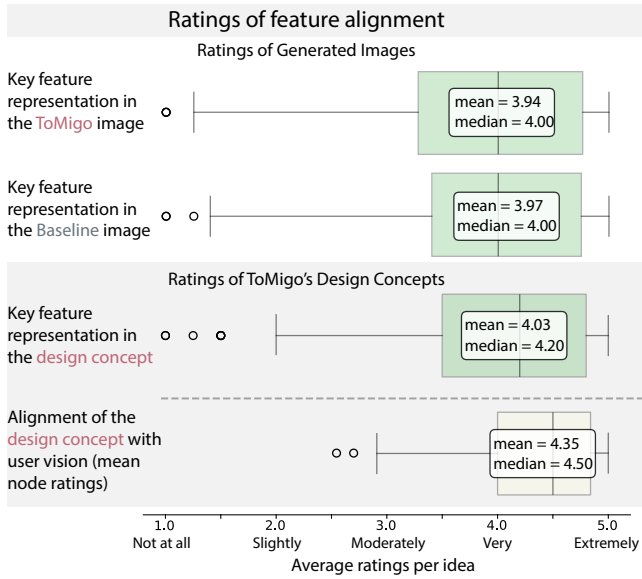 Ratings of feature alignment
Ratings of Generated Images
Key feature
representation in
the ToMigo image
mean = 3.94
median = 4.00
Key feature
representation in
the Baseline image
mean = 3.97
median = 4.00
Ratings of ToMigo's Design Concepts
Key feature
representation in
the design concept
mean = 4.03
median = 4.20
Alignment of the
design concept with
user vision (mean
node ratings)
mean = 4.35
median = 4.50
1.0 2.0 3.0 4.0 5.0
Not at all Slightly Moderately Very Extremely
Average ratings per idea